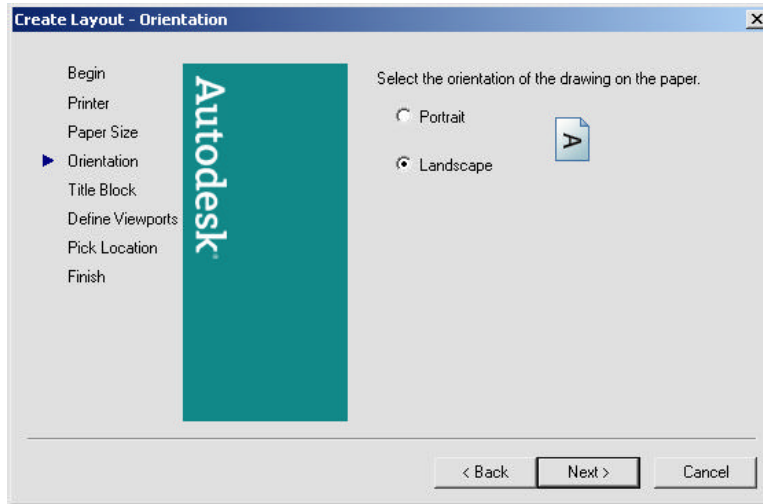 Create Layout - Orientation
Begin
Printer
Paper Size
Orientation
Title Block
Define Viewports
Pick Location
Finish
Autodesk®
Select the orientation of the drawing on the paper.
Portrait
Landscape
A
< Back
Next >
Cancel